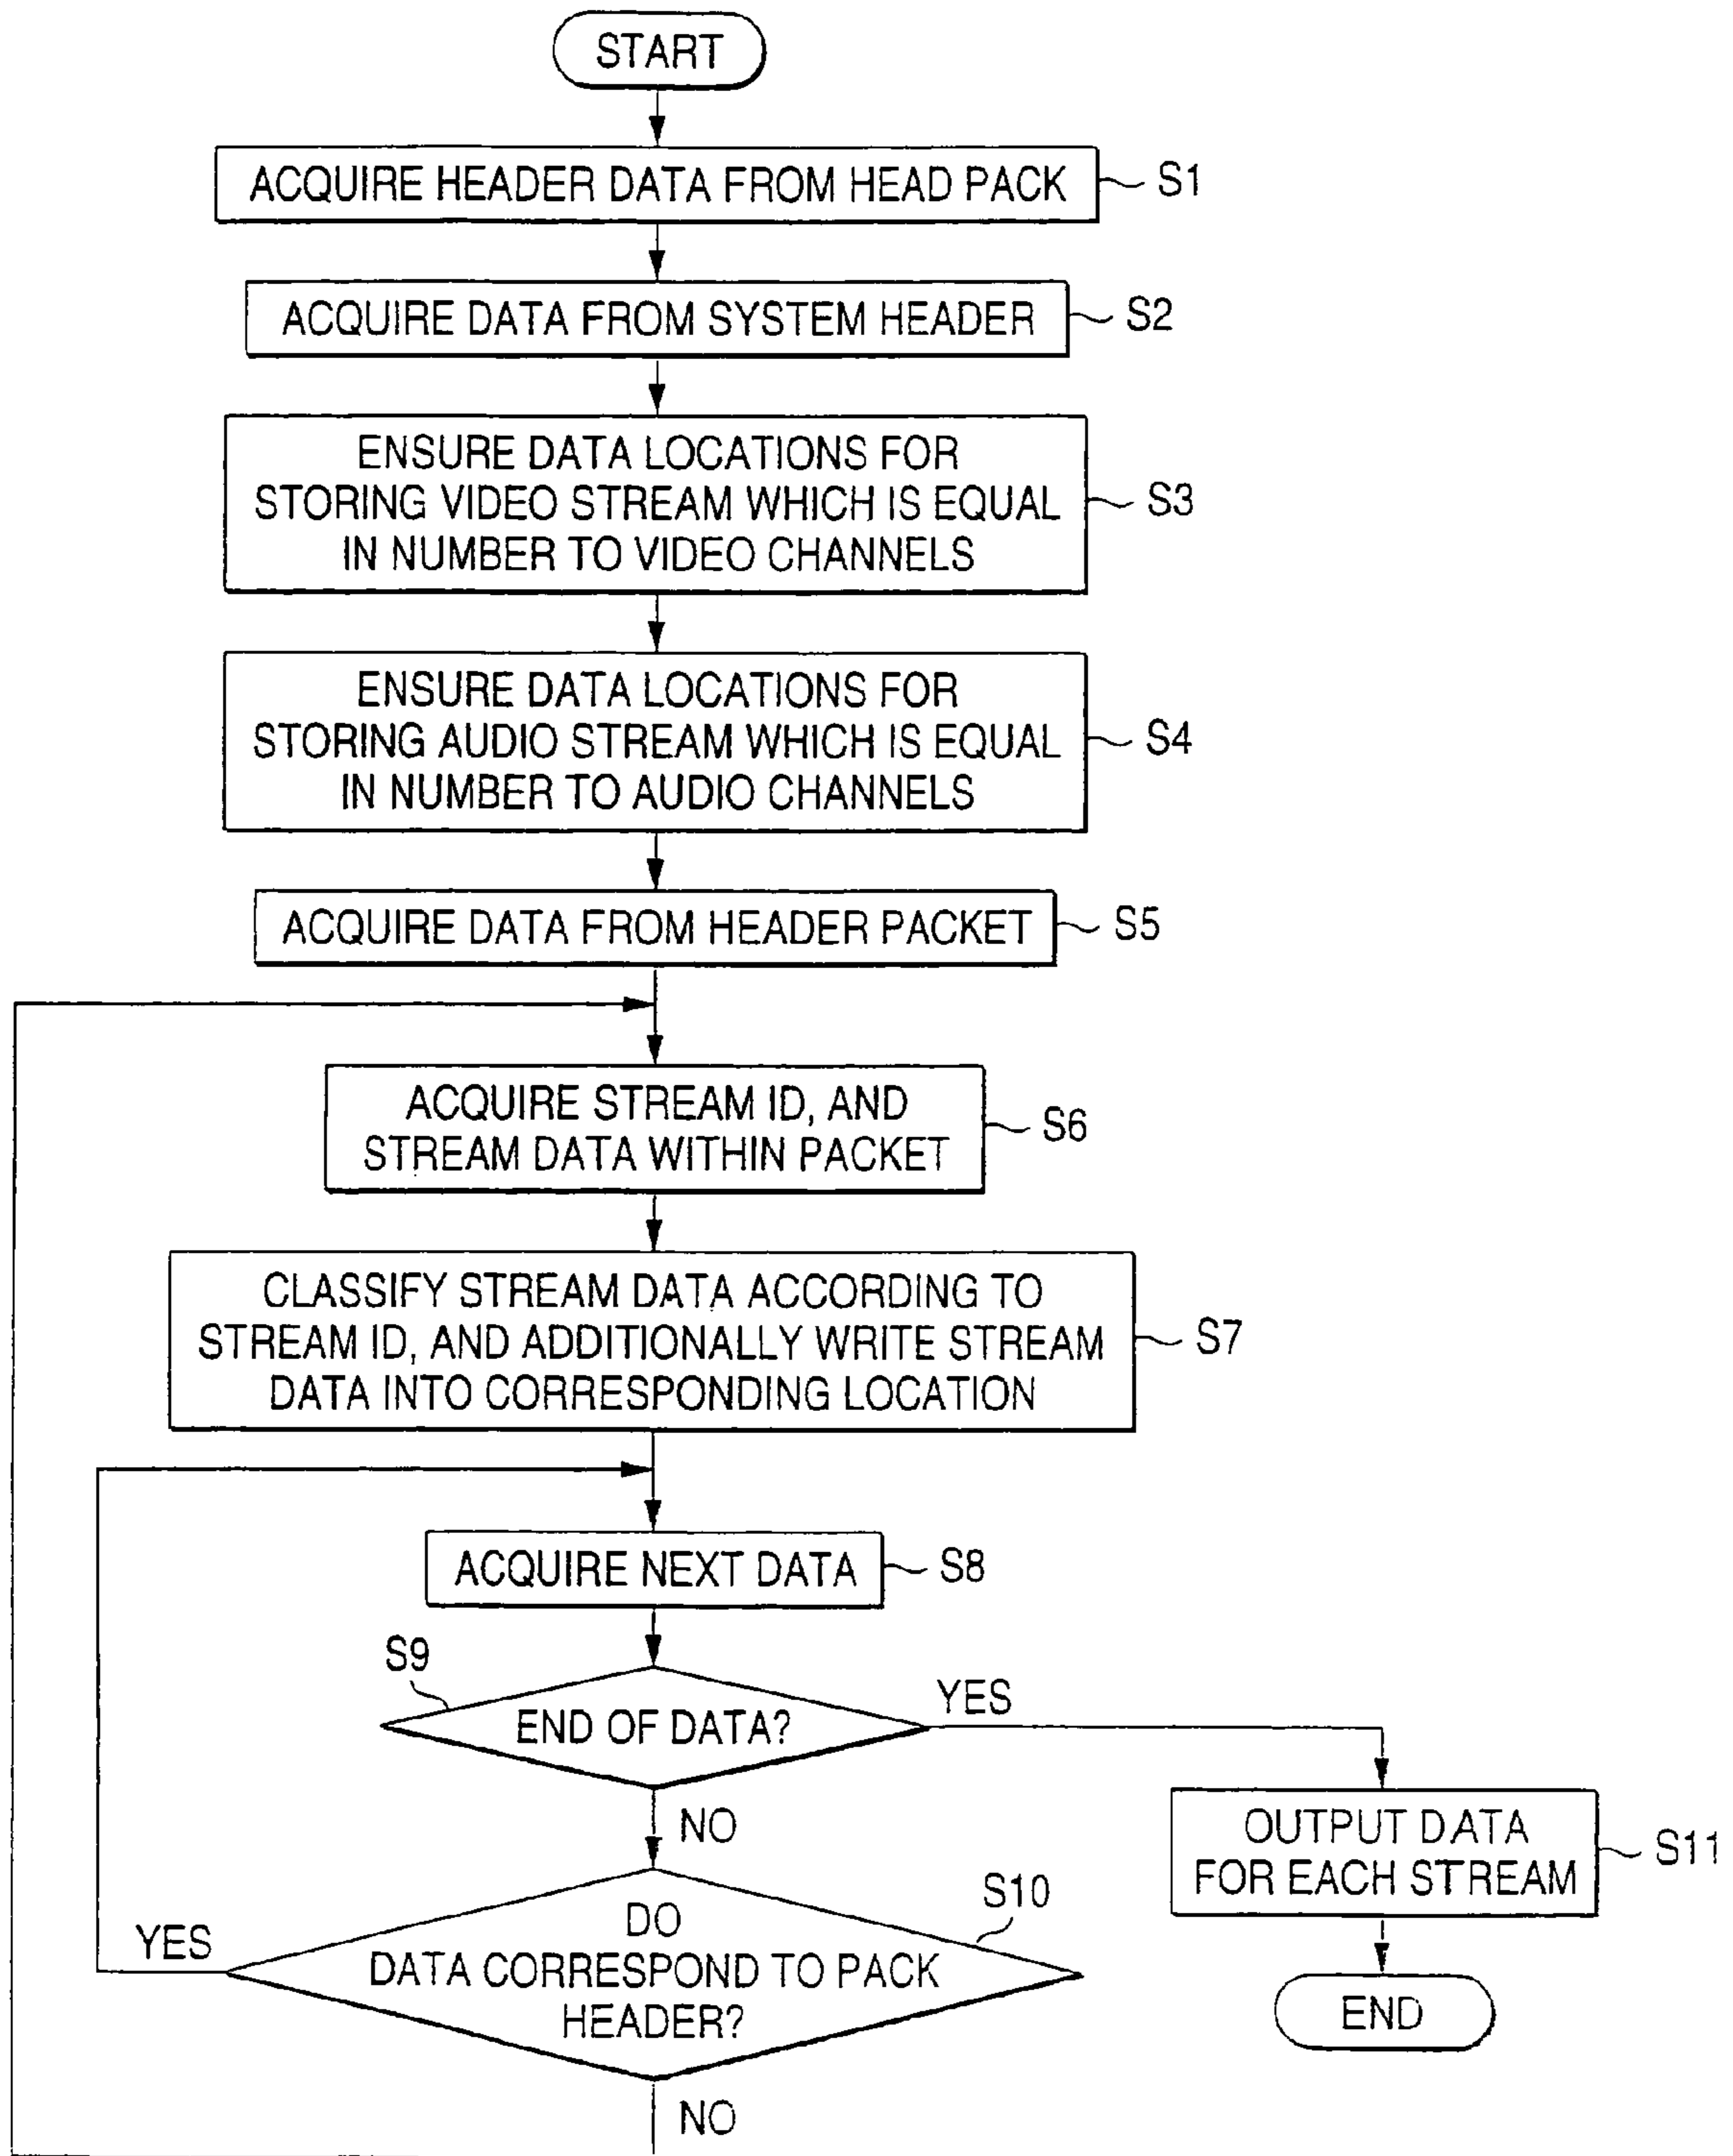 START
ACQUIRE HEADER DATA FROM HEAD PACK
S1
ACQUIRE DATA FROM SYSTEM HEADER
S2
ENSURE DATA LOCATIONS FOR
STORING VIDEO STREAM WHICH IS EQUAL
IN NUMBER TO VIDEO CHANNELS
S3
ENSURE DATA LOCATIONS FOR
STORING AUDIO STREAM WHICH IS EQUAL
IN NUMBER TO AUDIO CHANNELS
S4
ACQUIRE DATA FROM HEADER PACKET
S5
ACQUIRE STREAM ID, AND
STREAM DATA WITHIN PACKET
S6
CLASSIFY STREAM DATA ACCORDING TO
STREAM ID, AND ADDITIONALLY WRITE STREAM
DATA INTO CORRESPONDING LOCATION
S7
ACQUIRE NEXT DATA
S8
S9
END OF DATA?
YES
NO
OUTPUT DATA
FOR EACH STREAM
S11
S10
DO
DATA CORRESPOND TO PACK
HEADER?
YES
NO
END